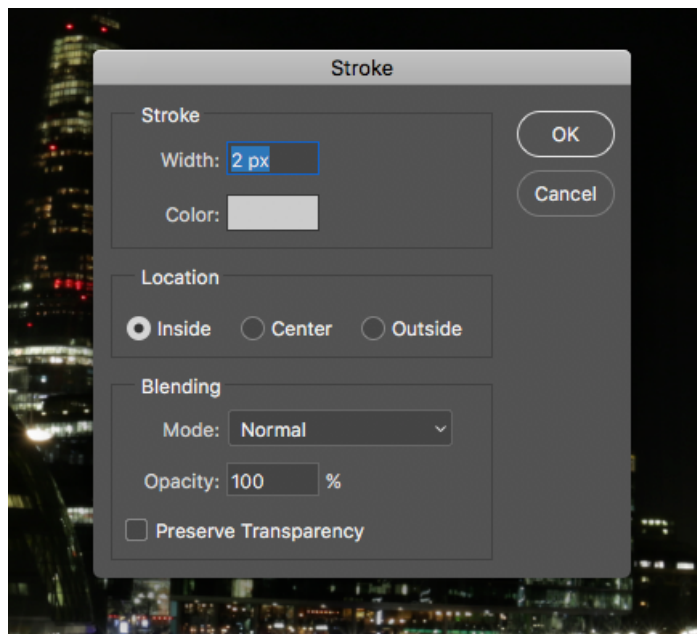 Stroke
Stroke
Width: 2 px
Color:
OK
Cancel
Location
Inside Center Outside
Blending
Mode: Normal
Opacity: 100 %
Preserve Transparency